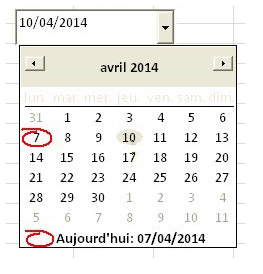 10/04/2014
avril 2014
lun. mar. mer. jeu. ven. sam. dim.
31 1 2 3 4 5 6
7 8 9 10 11 12 13
14 15 16 17 18 19 20
21 22 23 24 25 26 27
28 29 30 1 2 3 4
5 6 7 8 9 10 11
Aujourd'hui: 07/04/2014